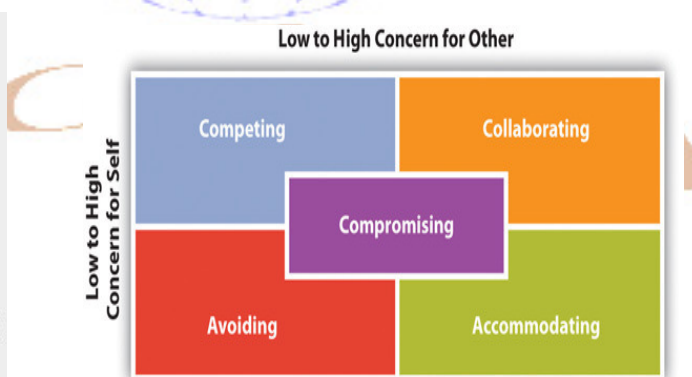 Low to High Concern for Other
Low to High
Concern for Self
Competing
Collaborating
Compromising
Avoiding
Accommodating